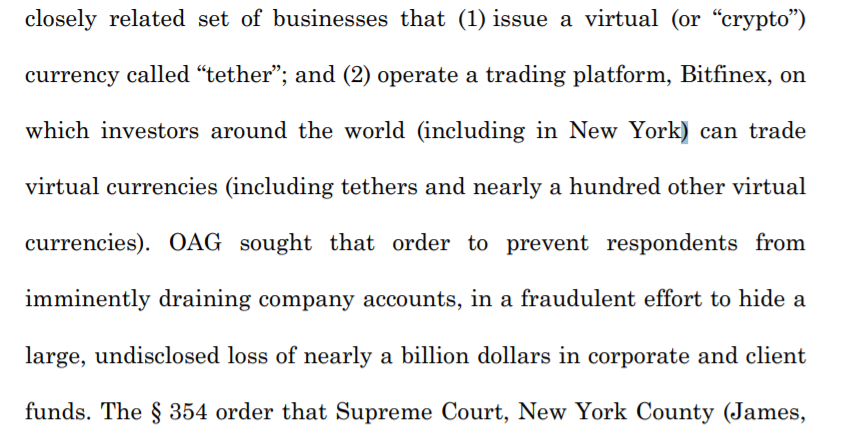 closely related set of businesses that (1) issue a virtual (or “crypto”)
currency called “tether”; and (2) operate a trading platform, Bitfinex, on
which investors around the world (including in New York) can trade
virtual currencies (including tethers and nearly a hundred other virtual
currencies). OAG sought that order to prevent respondents from
imminently draining company accounts, in a fraudulent effort to hide a
large, undisclosed loss of nearly a billion dollars in corporate and client
funds. The § 354 order that Supreme Court, New York County (James,